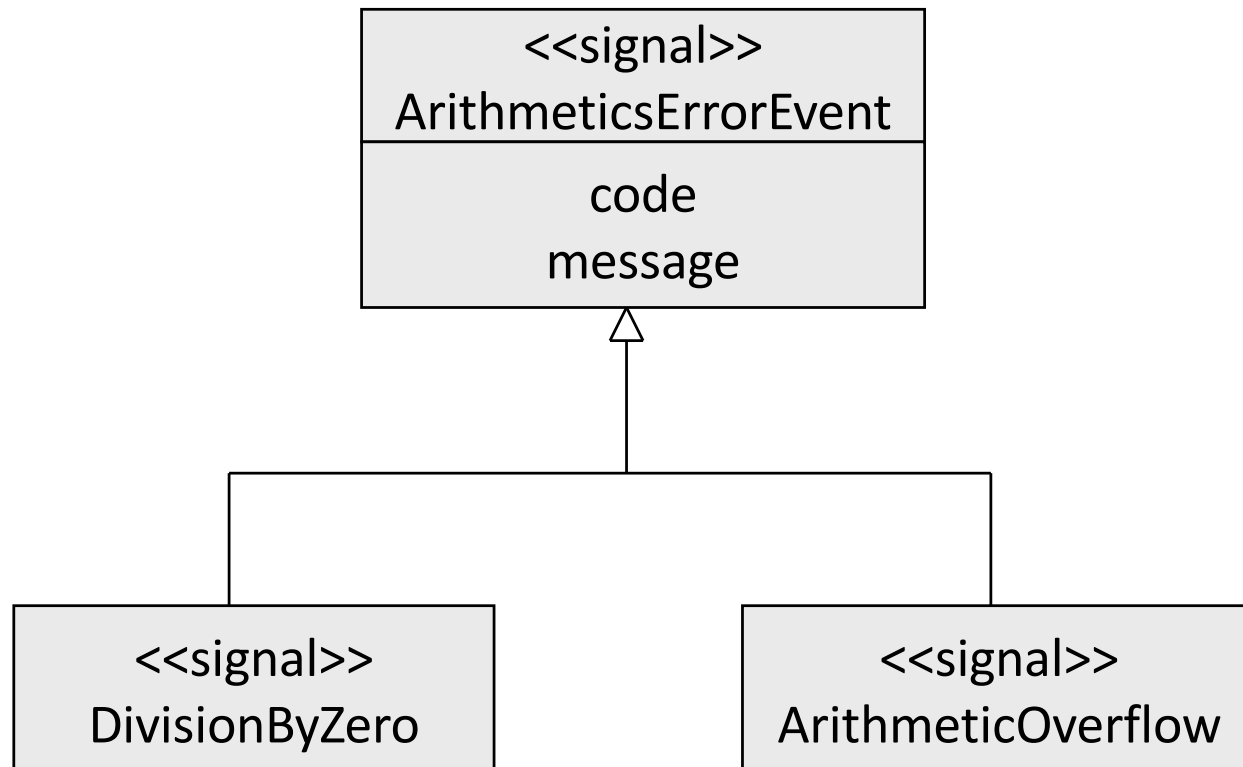 <<signal>>
ArithmeticsErrorEvent
code
message
<<signal>>
DivisionByZero
<<signal>>
ArithmeticOverflow